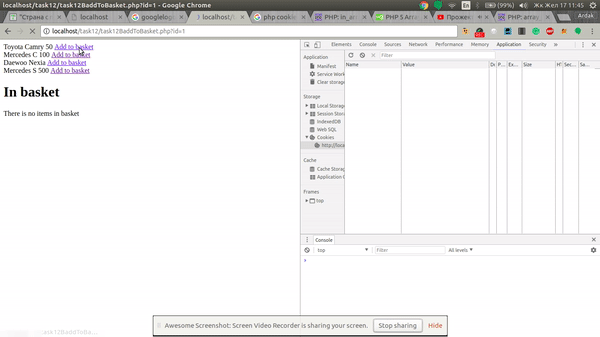 localhost/task12/task12BaddToBasket.php?id=1 - Google Chrome
En
(99%)
Жк Жел 17 11:45
"Страна со
localhost
googlelog
localhost/
php cookie
PHP: in_ar
PHP 5 Arra
Прожек
PHP: array
Ardak
localhost/task12/task12BaddToBasket.php?id=1
Toyota Camry 50 Add to basket
Mercedes C 100 Add to basket
Daewoo Nexia Add to basket
Mercedes S 500 Add to basket
In basket
There is no items in basket
Elements Console Sources Network Performance Memory Application Security
Application
Manifest
Service Work
Clear storage
Storage
Local Storage
Session Stora
IndexedDB
Web SQL
Cookies
http://loca
Cache
Cache Storag
Application C
Frames
top
Filter
Name Value D P... Ex... Size H Sec... Sa...
Console
top Filter All levels
Awesome Screenshot: Screen Video Recorder is sharing your screen. Stop sharing Hide